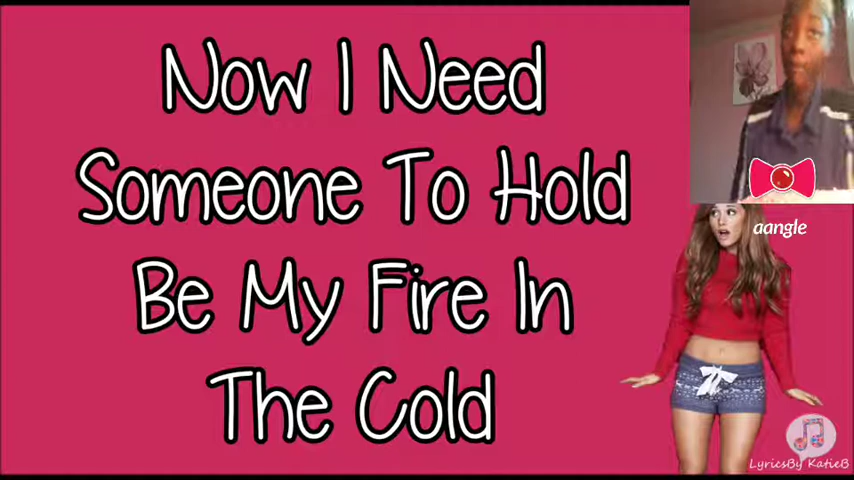 Now I Need
Someone To Hold
Be My Fire In
The Cold
aangle
LyricsBy KatieB